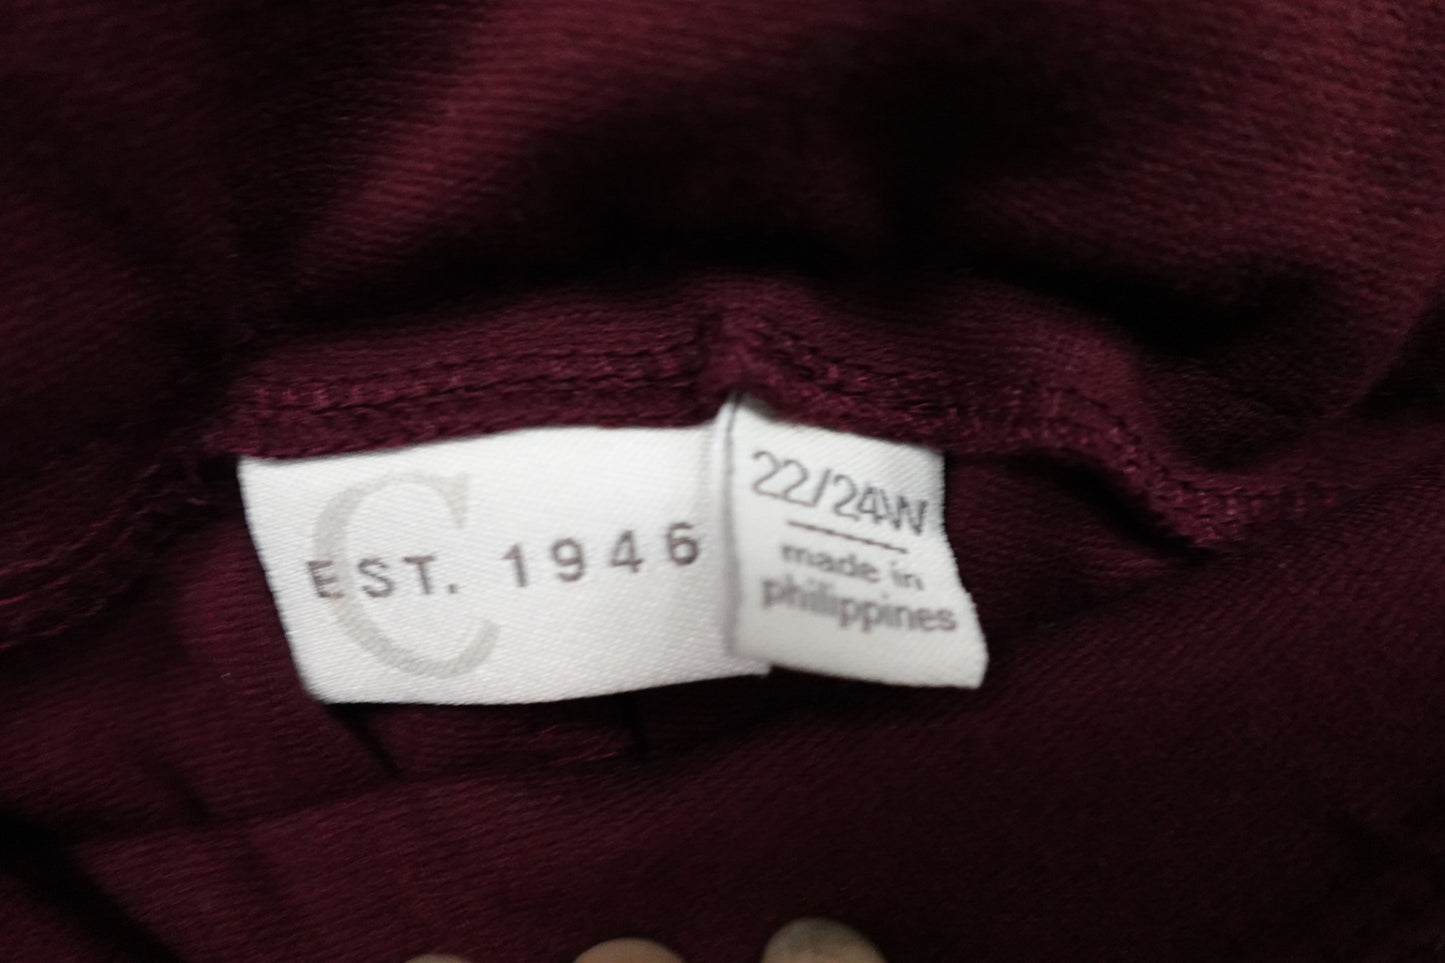 C
EST. 1946
22/24W
made in
philippines